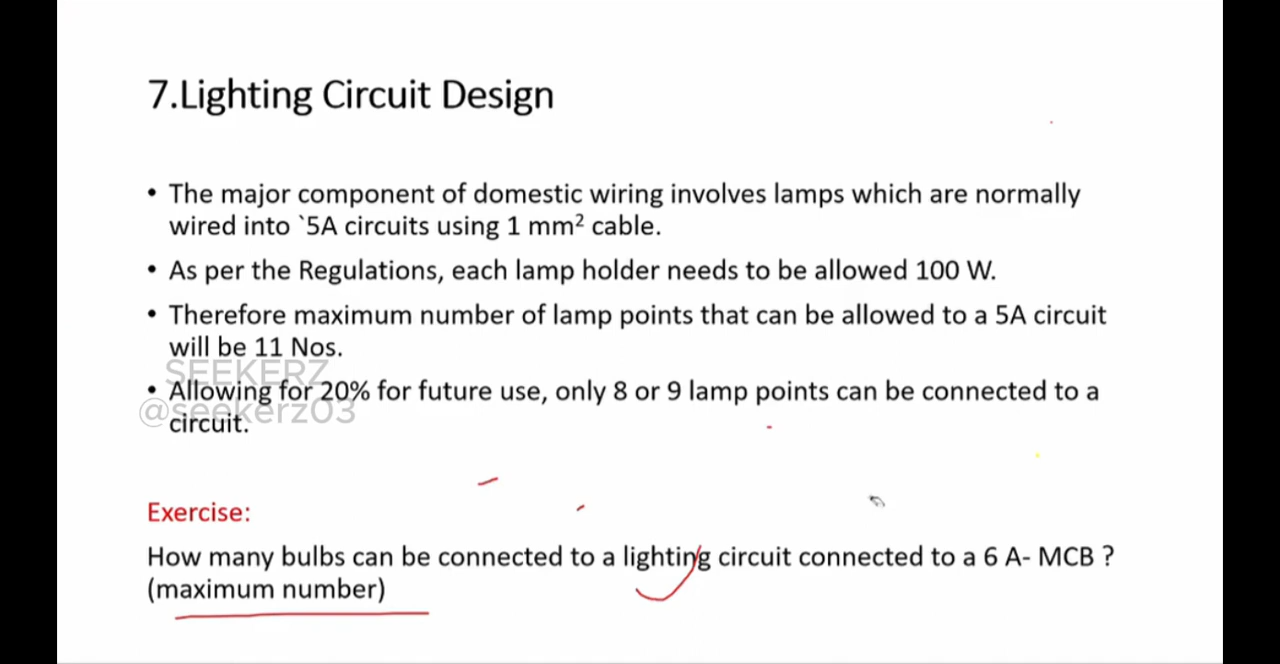 7.Lighting Circuit Design
• The major component of domestic wiring involves lamps which are normally
wired into `5A circuits using 1 mm² cable.
• As per the Regulations, each lamp holder needs to be allowed 100 W.
• Therefore maximum number of lamp points that can be allowed to a 5A circuit
will be 11 Nos.
SEEKERZ
• Allowing for 20% for future use, only 8 or 9 lamp points can be connected to a
@seekerz03
circuit.
Exercise:
How many bulbs can be connected to a lighting circuit connected to a 6 A- MCB ?
(maximum number)